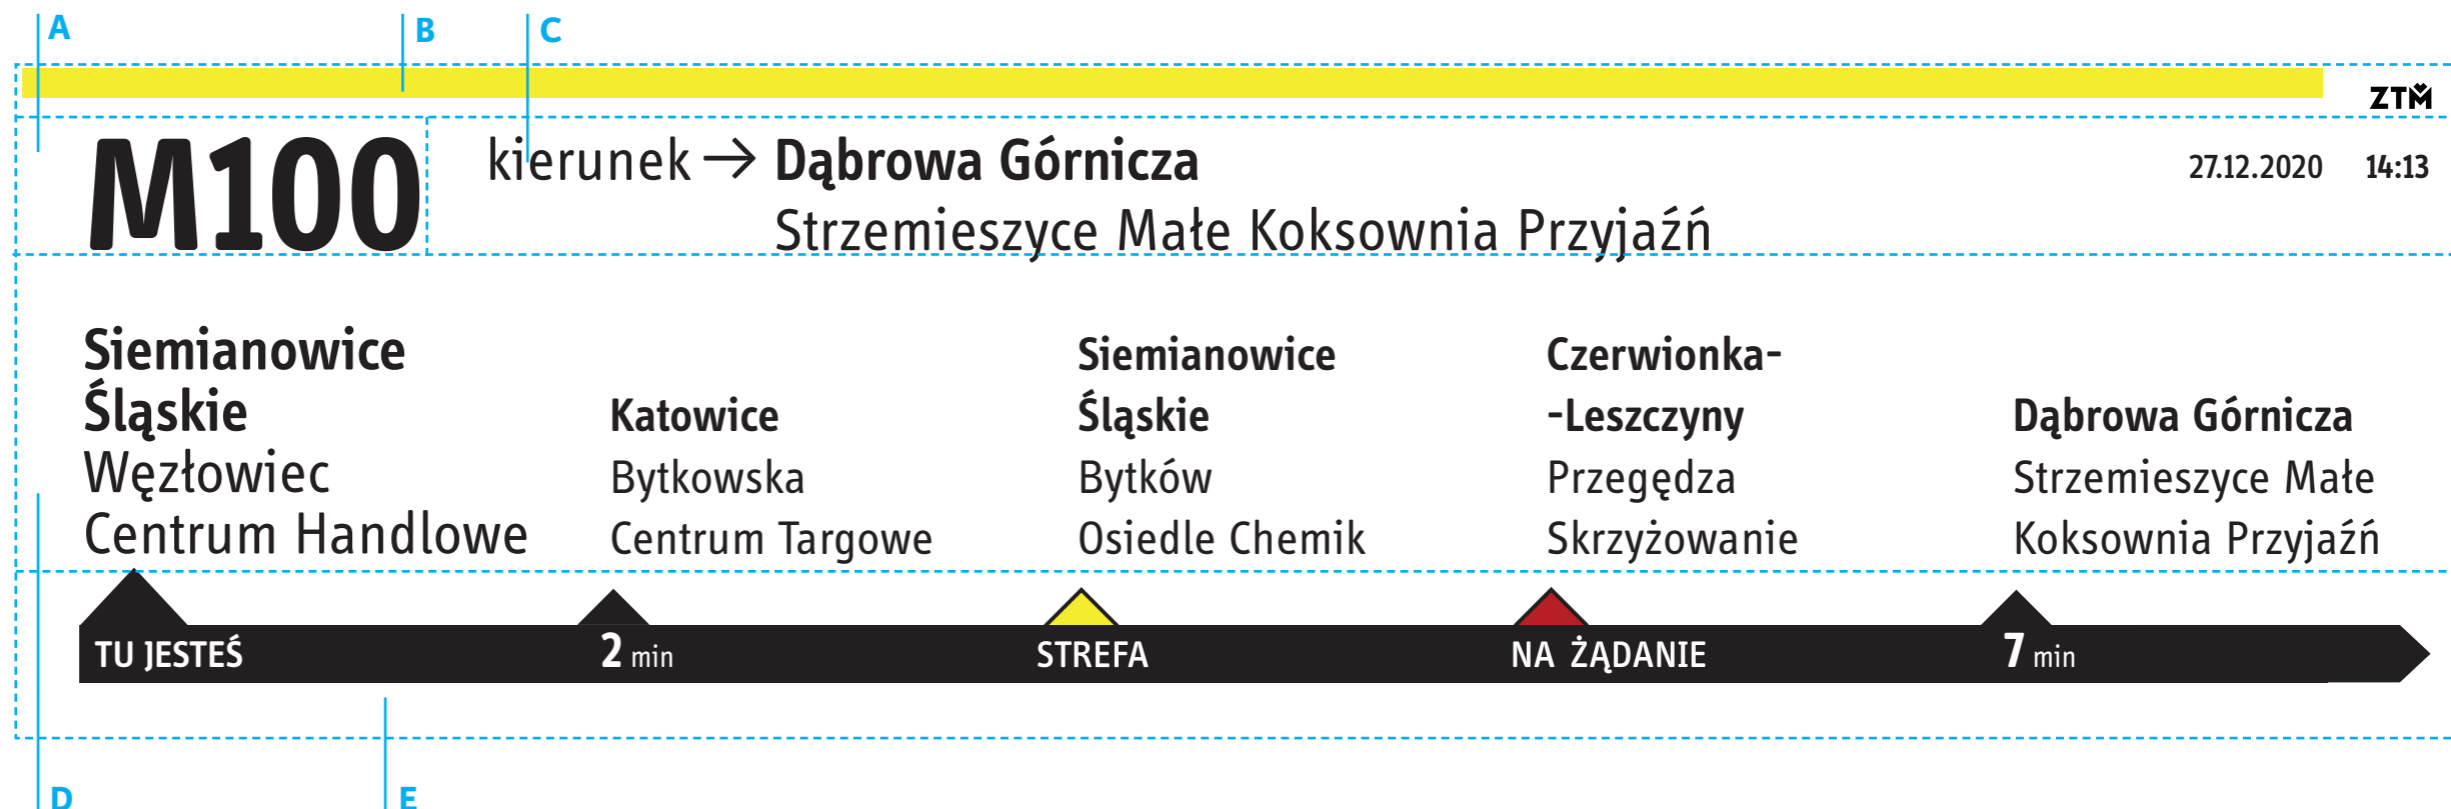 A B C
ZTM
M100
kierunek → Dąbrowa Górnicza
27.12.2020 14:13
Strzemieszyce Małe Koksownia Przyjaźń
Siemianowice
Śląskie
Węzłowiec
Centrum Handlowe
Katowice
Bytkowska
Centrum Targowe
Siemianowice
Śląskie
Bytków
Osiedle Chemik
Czerwionka-
-Leszczyny
Przegędza
Skrzyżowanie
Dąbrowa Górnicza
Strzemieszyce Małe
Koksownia Przyjaźń
TU JESTEŚ 2 min STREFA NA ŻĄDANIE 7 min
D E